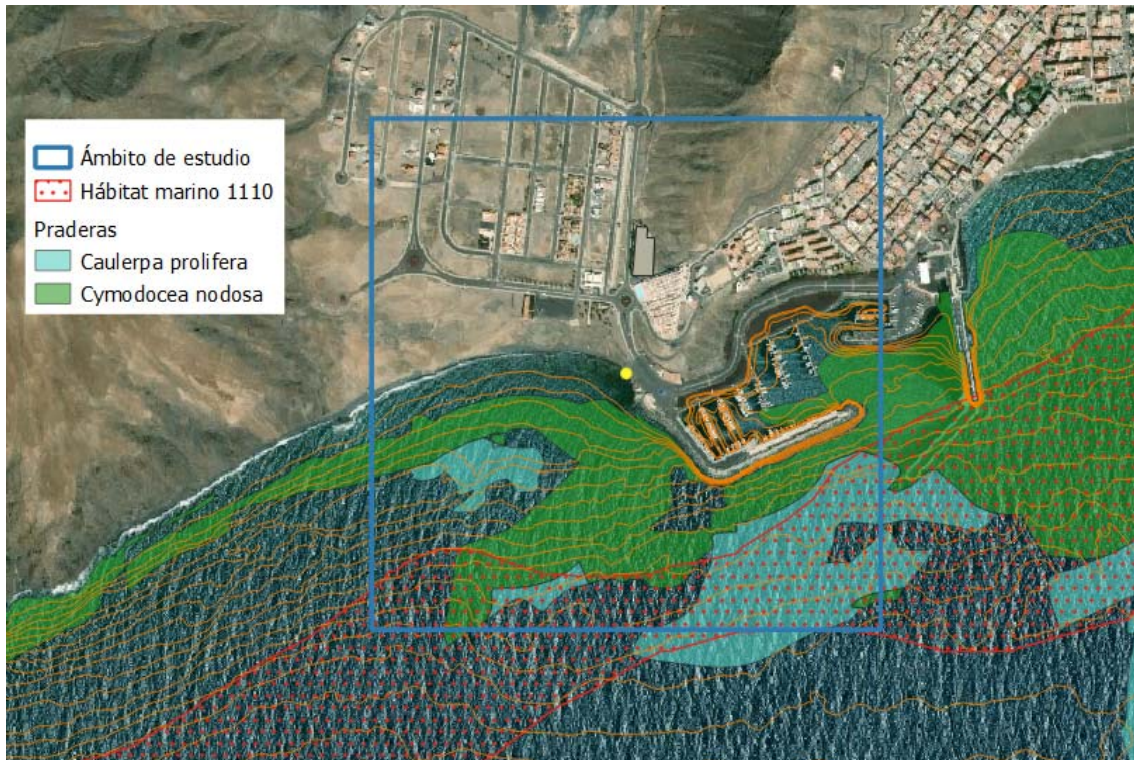 Ámbito de estudio
Hábitat marino 1110
Praderas
Caulerpa prolifera
Cymodocea nodosa